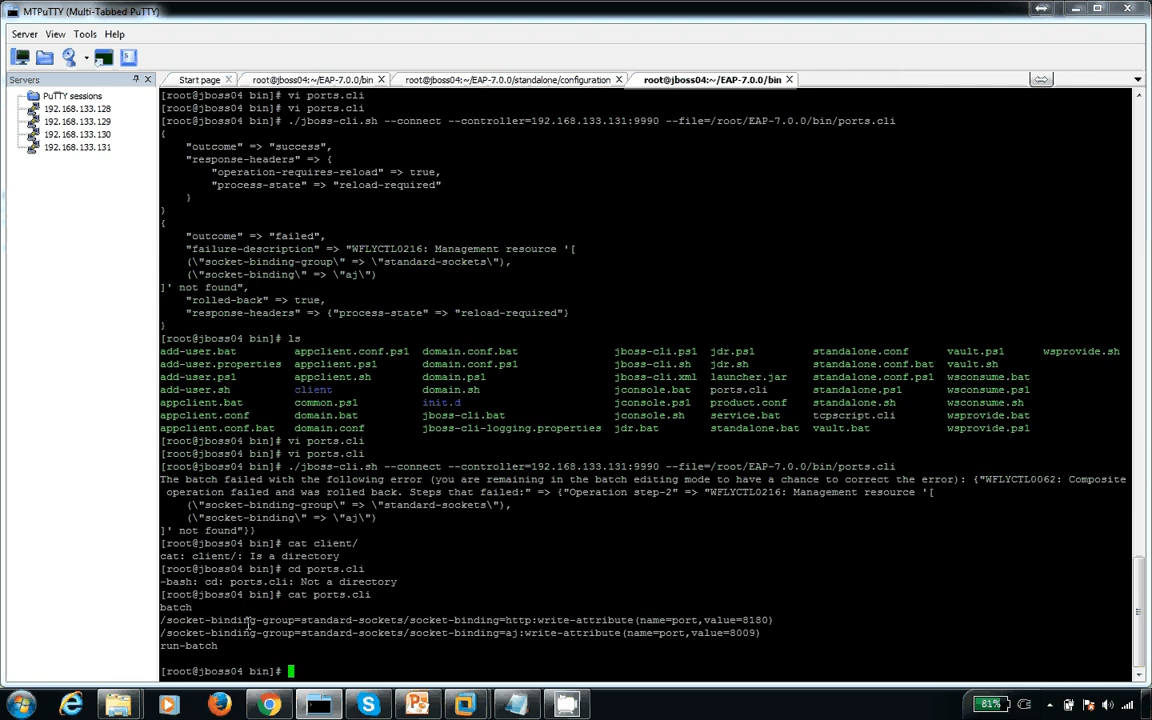 MTPuTTY (Multi-Tabbed PuTTY)
Server View Tools Help
Servers
PuTTY sessions
192.168.133.128
192.168.133.129
192.168.133.130
192.168.133.131
Start page root@jboss04:~/EAP-7.0.0/bin root@jboss04:~/EAP-7.0.0/standalone/configuration root@jboss04:~/EAP-7.0.0/bin
[root@jboss04 bin]# vi ports.cli
[root@jboss04 bin]# vi ports.cli
[root@jboss04 bin]# ./jboss-cli.sh --connect --controller=192.168.133.131:9990 --file=/root/EAP-7.0.0/bin/ports.cli
{
"outcome" => "success",
"response-headers" => {
"operation-requires-reload" => true,
"process-state" => "reload-required"
}
}
{
"outcome" => "failed",
"failure-description" => "WFLYCTL0216: Management resource '[
(\"socket-binding-group\" => \"standard-sockets\"),
(\"socket-binding\" => \"aj\")
]' not found",
"rolled-back" => true,
"response-headers" => {"process-state" => "reload-required"}
}
[root@jboss04 bin]# ls
add-user.bat appclient.conf.ps1 domain.conf.bat jboss-cli.ps1 jdr.ps1 standalone.conf vault.ps1 wsprovide.sh
add-user.properties appclient.ps1 domain.conf.ps1 jboss-cli.sh jdr.sh standalone.conf.bat vault.sh
add-user.ps1 appclient.sh domain.ps1 jboss-cli.xml launcher.jar standalone.conf.ps1 wsconsume.bat
add-user.sh client domain.sh jconsole.bat ports.cli standalone.ps1 wsconsume.ps1
appclient.bat common.ps1 init.d jconsole.ps1 product.conf standalone.sh wsconsume.sh
appclient.conf domain.bat jboss-cli.bat jconsole.sh service.bat tcpscript.cli wsprovide.bat
appclient.conf.bat domain.conf jboss-cli-logging.properties jdr.bat standalone.bat vault.bat wsprovide.ps1
[root@jboss04 bin]# vi ports.cli
[root@jboss04 bin]# vi ports.cli
[root@jboss04 bin]# ./jboss-cli.sh --connect --controller=192.168.133.131:9990 --file=/root/EAP-7.0.0/bin/ports.cli
The batch failed with the following error (you are remaining in the batch editing mode to have a chance to correct the error): {"WFLYCTL0062: Composite
operation failed and was rolled back. Steps that failed:" => {"Operation step-2" => "WFLYCTL0216: Management resource '[
(\"socket-binding-group\" => \"standard-sockets\"),
(\"socket-binding\" => \"aj\")
]' not found"}}
[root@jboss04 bin]# cat client/
cat: client/: Is a directory
[root@jboss04 bin]# cd ports.cli
-bash: cd: ports.cli: Not a directory
[root@jboss04 bin]# cat ports.cli
batch
/socket-binding-group=standard-sockets/socket-binding=http:write-attribute(name=port,value=8180)
/socket-binding-group=standard-sockets/socket-binding=aj:write-attribute(name=port,value=8009)
run-batch
[root@jboss04 bin]#
81%